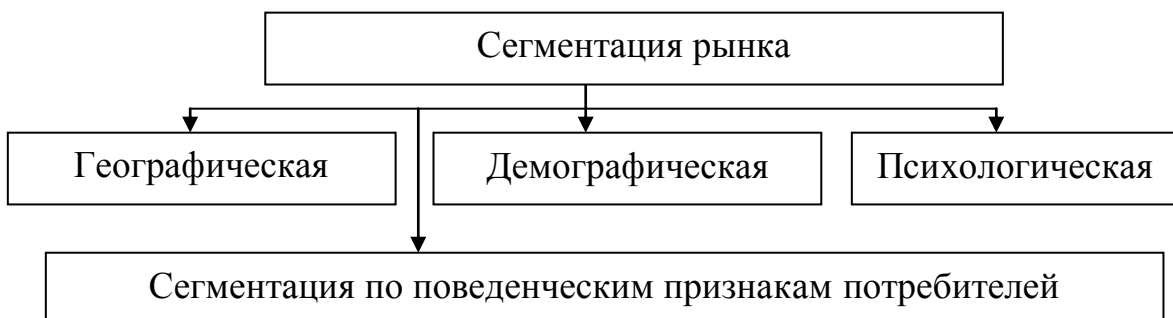 Сегментация рынка
Географическая
Демографическая
Психологическая
Сегментация по поведенческим признакам потребителей